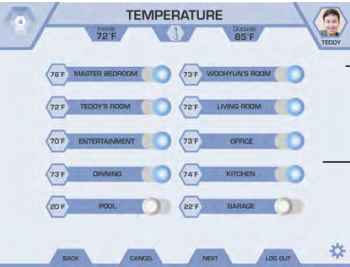 TEMPERATURE
Inside
72°F
Outside
85°F
TEDDY
76°F MASTER BEDROOM
73°F WOOHYUN'S ROOM
72°F TEDDY'S ROOM
72°F LIVING ROOM
70°F ENTERTAINMENT
73°F OFFICE
73°F DINNING
74°F KITCHEN
20°F POOL
22°F GARAGE
BACK CANCEL NEXT LOG OUT